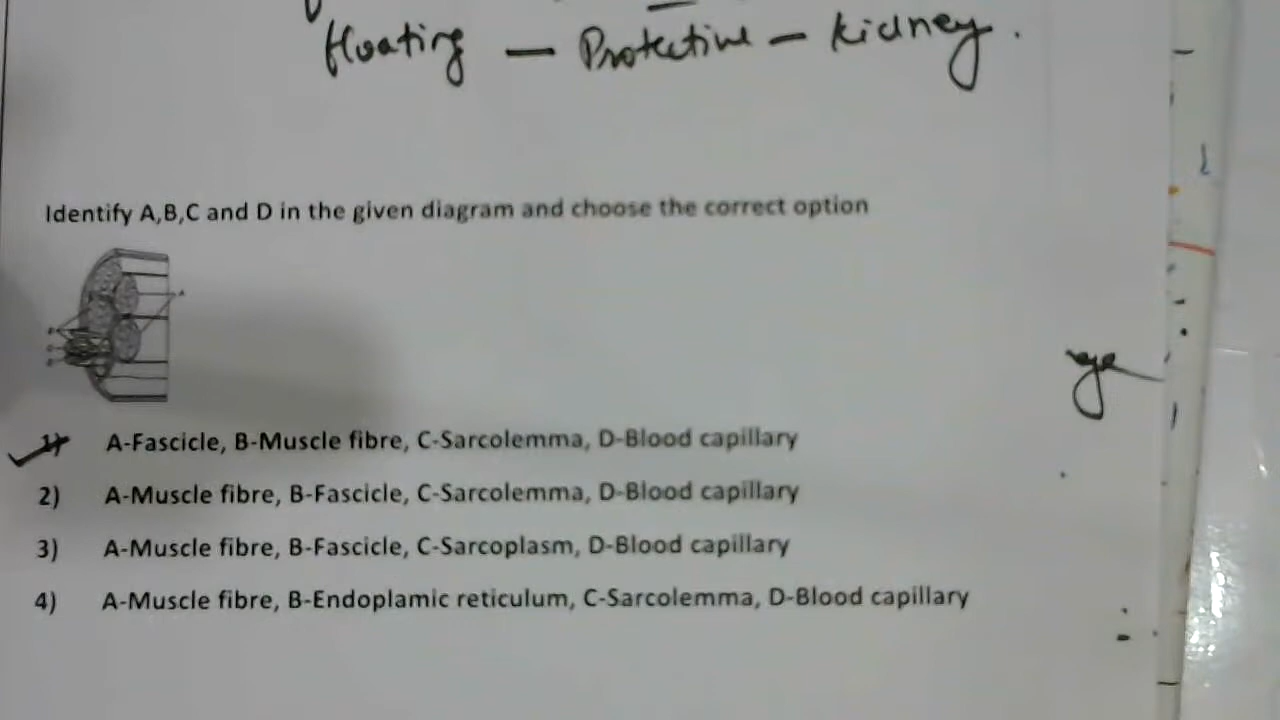 floating — Protective — kidney.
Identify A,B,C and D in the given diagram and choose the correct option
A
1) A-Fascicle, B-Muscle fibre, C-Sarcolemma, D-Blood capillary
2) A-Muscle fibre, B-Fascicle, C-Sarcolemma, D-Blood capillary
3) A-Muscle fibre, B-Fascicle, C-Sarcoplasm, D-Blood capillary
4) A-Muscle fibre, B-Endoplamic reticulum, C-Sarcolemma, D-Blood capillary